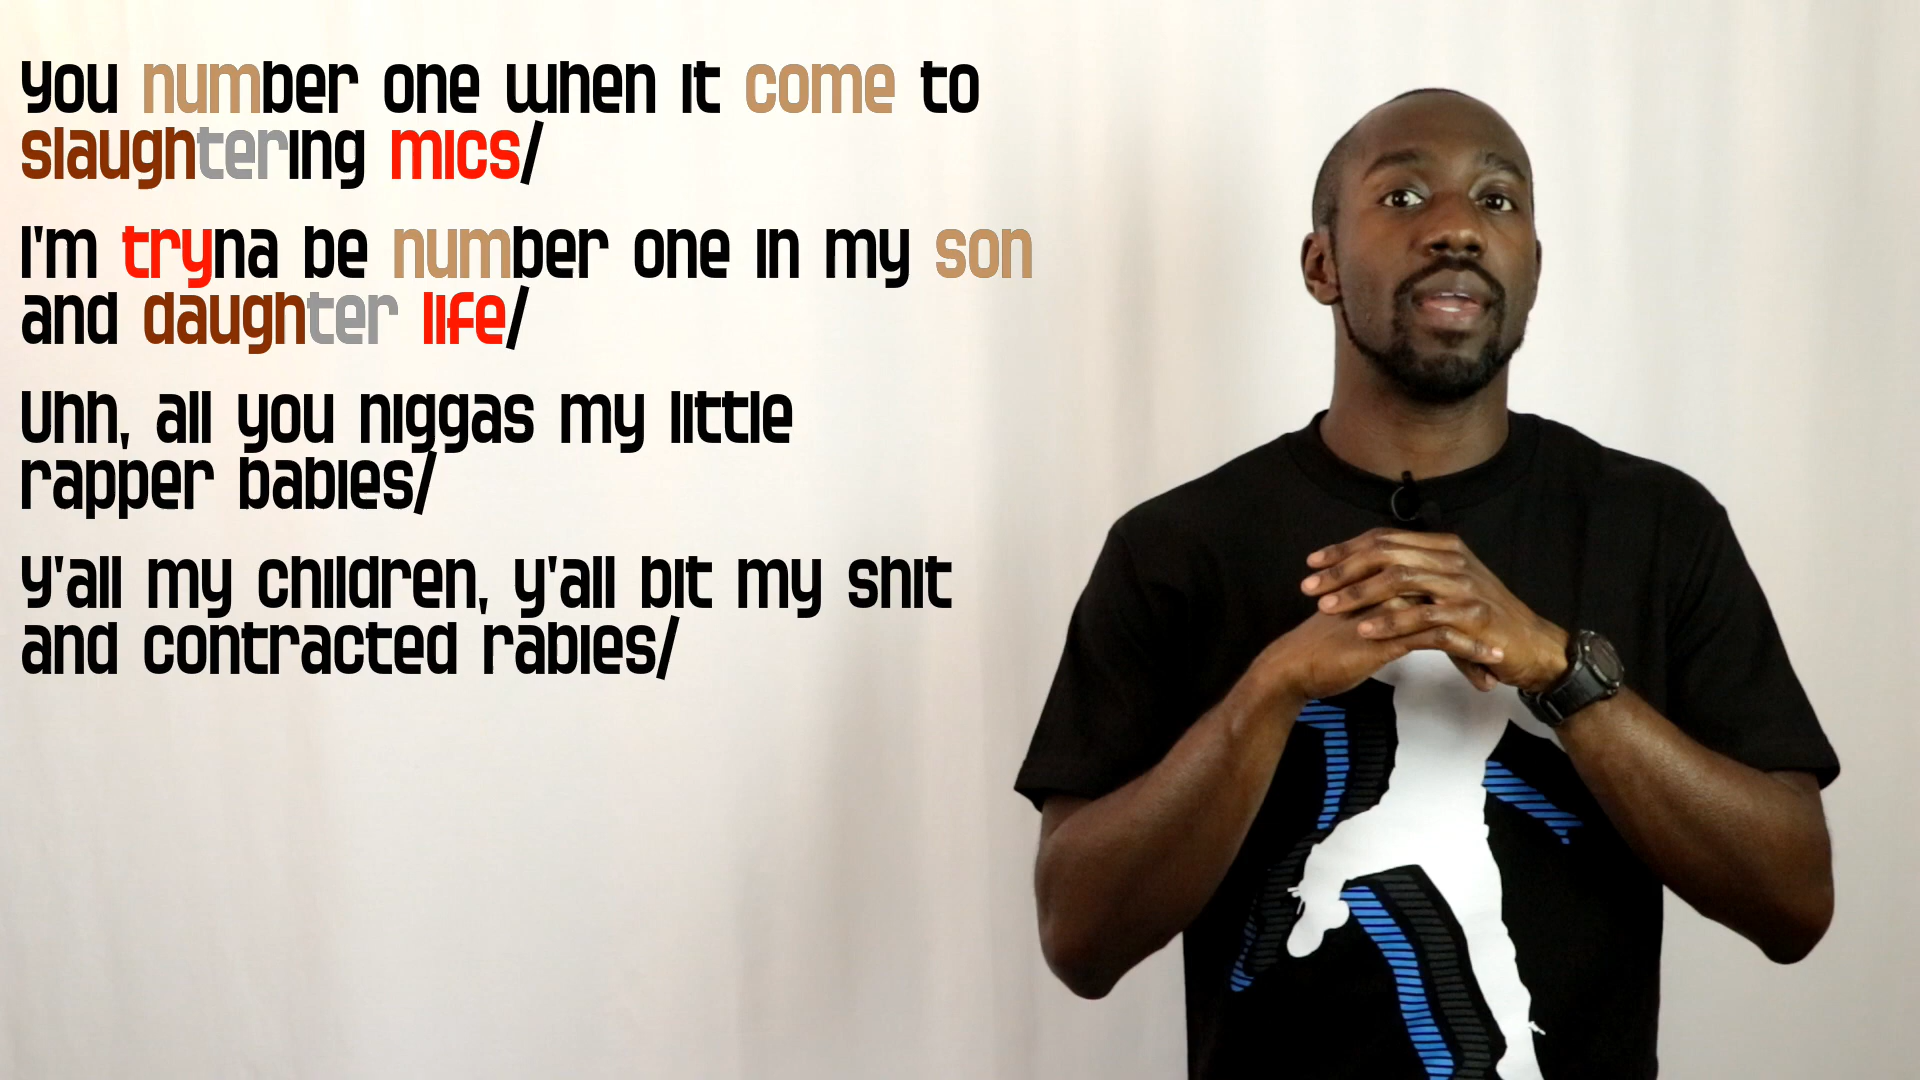 You number one when it come to
slaughtering mics/
I'm tryna be number one in my son
and daughter life/
Uhh, all you niggas my little
rapper babies/
Y'all my children, y'all bit my shit
and contracted rabies/